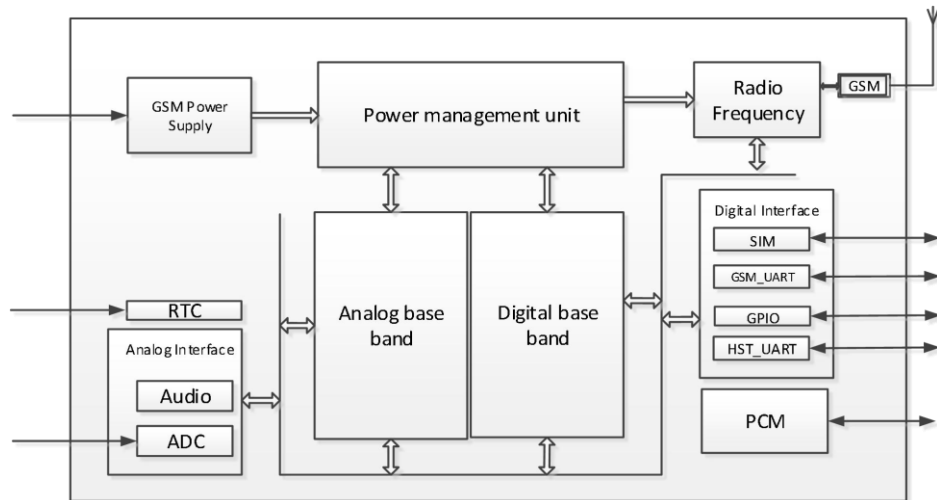 GSM Power
Supply
Power management unit
Radio
Frequency
GSM
Digital Interface
SIM
GSM_UART
GPIO
HST_UART
Analog base
band
Digital base
band
RTC
Analog Interface
Audio
ADC
PCM